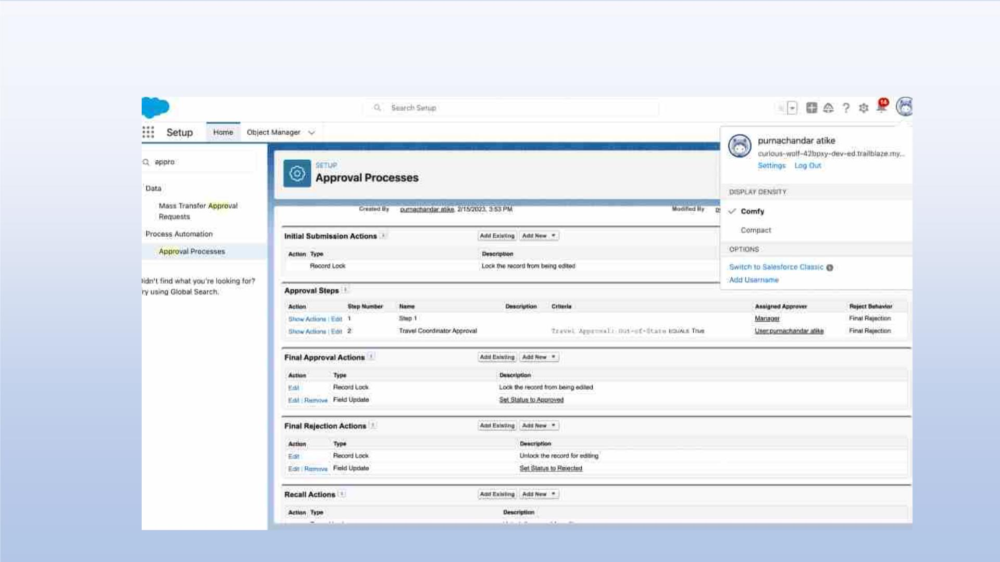 Search Setup
14
Setup Home Object Manager
purnachandar atike
curious-wolf-42bpxy-dev-ed.trailblaze.my...
Settings Log Out
appro
SETUP
Approval Processes
Data
Mass Transfer Approval
Requests
Process Automation
Approval Processes
idn't find what you're looking for?
ry using Global Search.
DISPLAY DENSITY
Comfy
Compact
OPTIONS
Switch to Salesforce Classic
Add Username
Created By purnachandar atike, 2/15/2023, 3:53 PM Modified By
Initial Submission Actions Add Existing Add New
Action Type Description
Record Lock Lock the record from being edited
Approval Steps
Action Step Number Name Description Criteria Assigned Approver Reject Behavior
Show Actions | Edit 1 Step 1 Manager Final Rejection
Show Actions | Edit 2 Travel Coordinator Approval Travel Approval: Out-of-State EQUALS True User:purnachandar atike Final Rejection
Final Approval Actions Add Existing Add New
Action Type Description
Edit Record Lock Lock the record from being edited
Edit | Remove Field Update Set Status to Approved
Final Rejection Actions Add Existing Add New
Action Type Description
Edit Record Lock Unlock the record for editing
Edit | Remove Field Update Set Status to Rejected
Recall Actions Add Existing Add New
Action Type Description